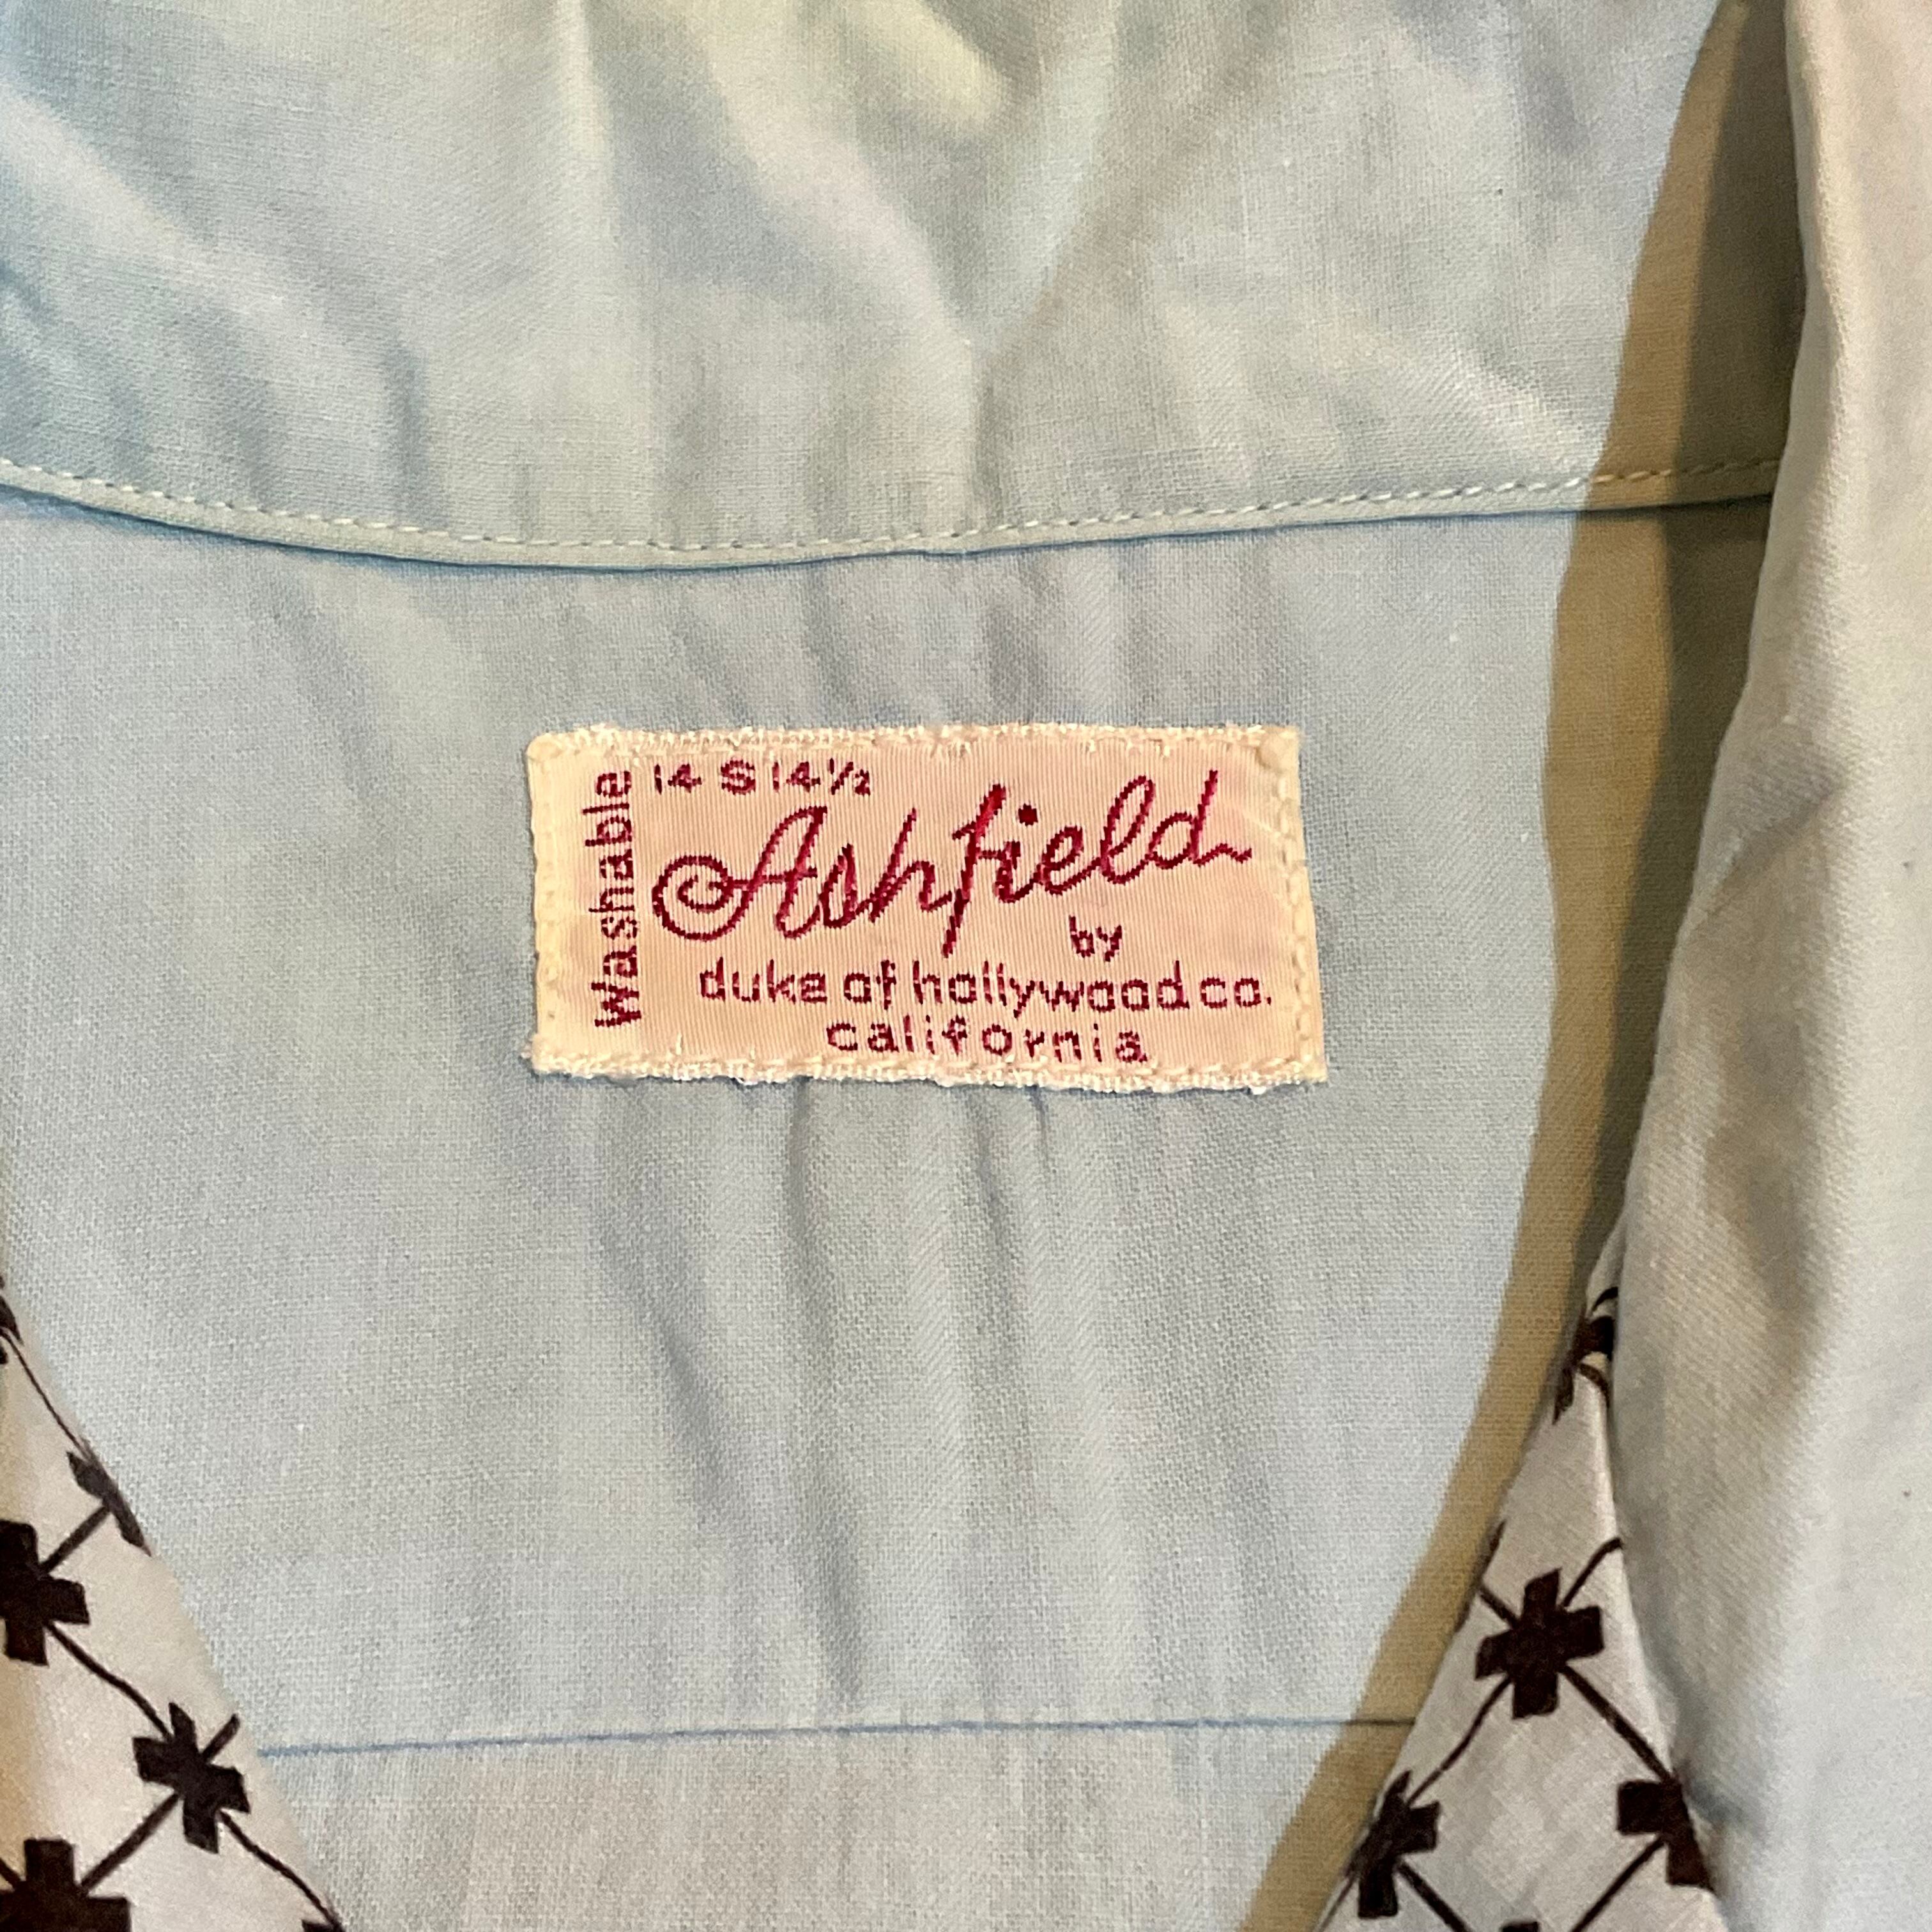 Washable
14 S 14½
Ashfield
by
duke of hollywood co.
california